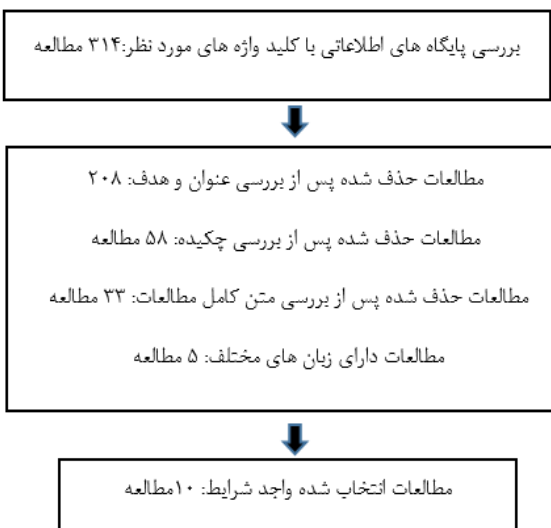 بررسی پایگاه های اطلاعاتی با کلید واژه های مورد نظر:۳۱۴ مطالعه
مطالعات حذف شده پس از بررسی عنوان و هدف: ۲۰۸
مطالعات حذف شده پس از بررسی چکیده: ۵۸ مطالعه
مطالعات حذف شده پس از بررسی متن کامل مطالعات: ۳۳ مطالعه
مطالعات دارای زبان های مختلف: ۵ مطالعه
مطالعات انتخاب شده واجد شرایط: ۱۰مطالعه